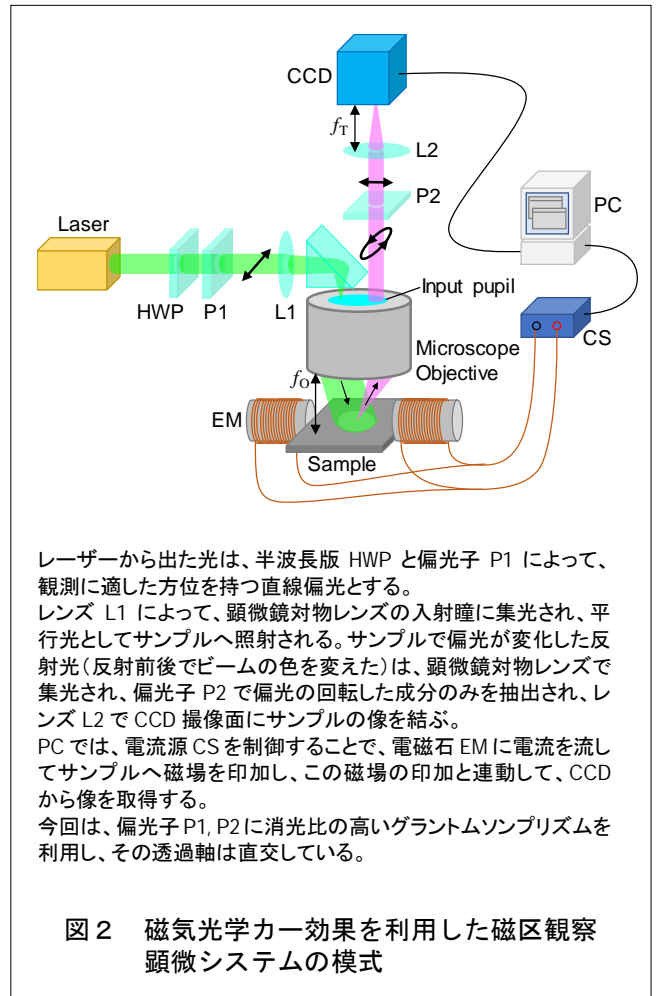 CCD
fT
L2
P2
PC
Laser
HWP
P1
L1
Input pupil
CS
Microscope
Objective
fO
EM
Sample
レーザーから出た光は、半波長版 HWP と偏光子 P1 によって、
観測に適した方位を持つ直線偏光とする。
レンズ L1 によって、顕微鏡対物レンズの入射瞳に集光され、平
行光としてサンプルへ照射される。サンプルで偏光が変化した反
射光（反射前後でビームの色を変えた）は、顕微鏡対物レンズで
集光され、偏光子 P2 で偏光の回転した成分のみを抽出され、レ
ンズ L2 で CCD 撮像面にサンプルの像を結ぶ。
PC では、電流源 CS を制御することで、電磁石 EM に電流を流し
てサンプルへ磁場を印加し、この磁場の印加と連動して、CCD
から像を取得する。
今回は、偏光子 P1, P2 に消光比の高いグラントムソンプリズムを
利用し、その透過軸は直交している。
図２ 磁気光学カー効果を利用した磁区観察
顕微システムの模式